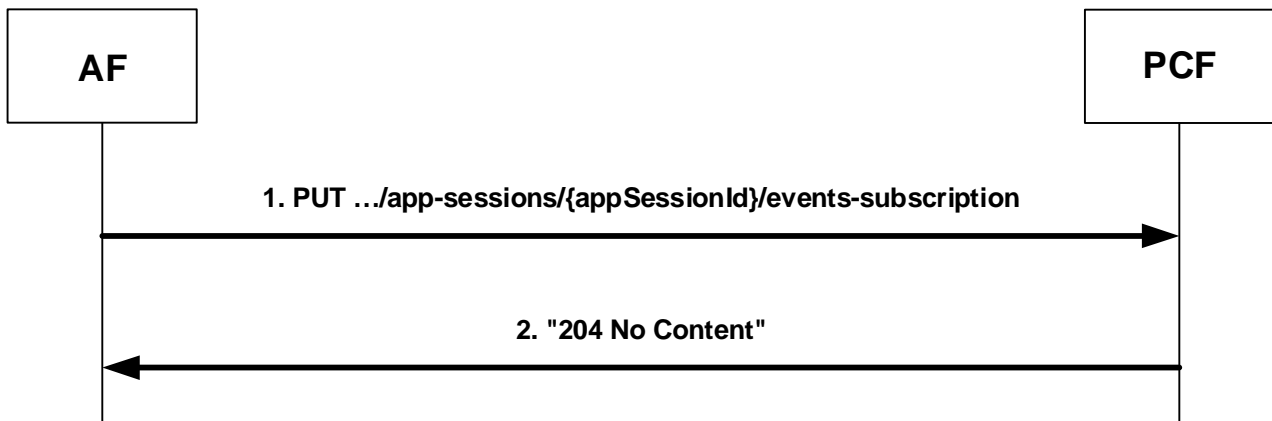 AF
PCF
1. PUT …/app-sessions/{appSessionId}/events-subscription
2. "204 No Content"